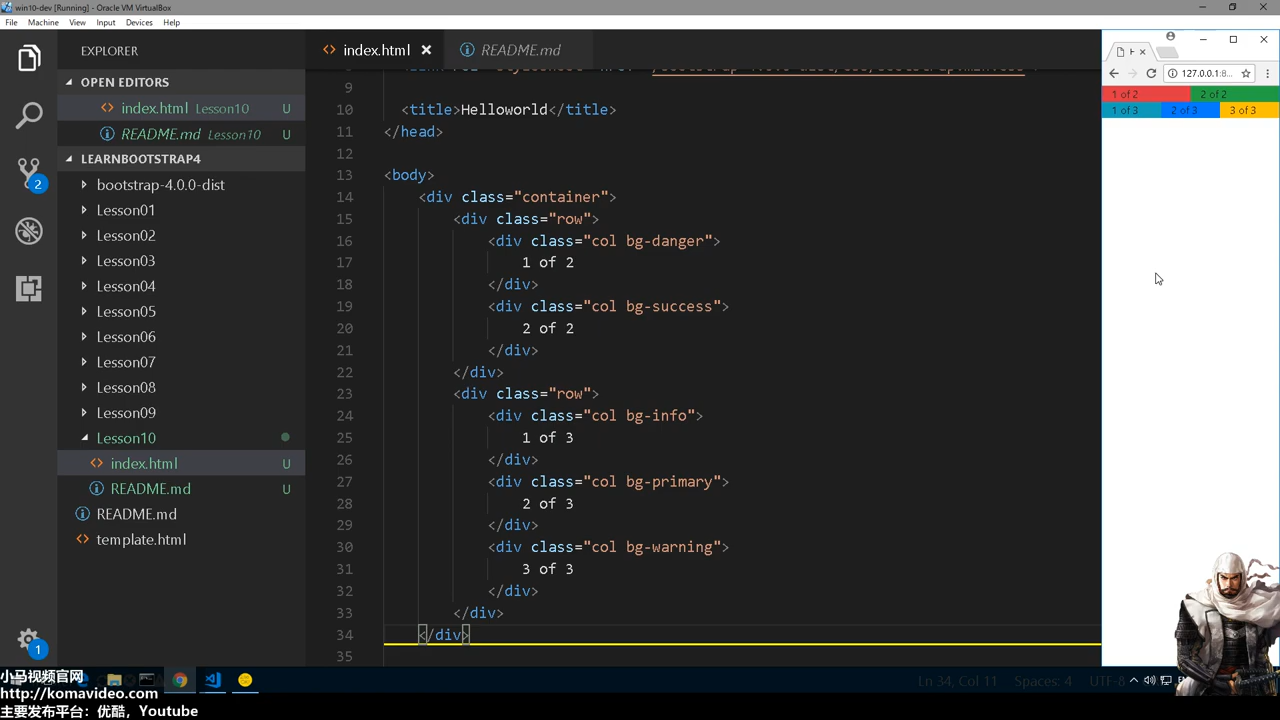 win10-dev [Running] - Oracle VM VirtualBox
File Machine View Input Devices Help
EXPLORER
OPEN EDITORS
index.html Lesson10 U
README.md Lesson10 U
LEARNBOOTSTRAP4
bootstrap-4.0.0-dist
Lesson01
Lesson02
Lesson03
Lesson04
Lesson05
Lesson06
Lesson07
Lesson08
Lesson09
Lesson10
index.html U
README.md U
README.md
template.html
2
1
index.html
README.md
9
10 <title>Helloworld</title>
11 </head>
12
13 <body>
14 <div class="container">
15 <div class="row">
16 <div class="col bg-danger">
17 1 of 2
18 </div>
19 <div class="col bg-success">
20 2 of 2
21 </div>
22 </div>
23 <div class="row">
24 <div class="col bg-info">
25 1 of 3
26 </div>
27 <div class="col bg-primary">
28 2 of 3
29 </div>
30 <div class="col bg-warning">
31 3 of 3
32 </div>
33 </div>
34 </div>
35
H
127.0.0.1:8...
1 of 2 2 of 2
1 of 3 2 of 3 3 of 3
Ln 34, Col 11 Spaces: 4 UTF-8
小马视频官网
http://komavideo.com
主要发布平台：优酷，Youtube